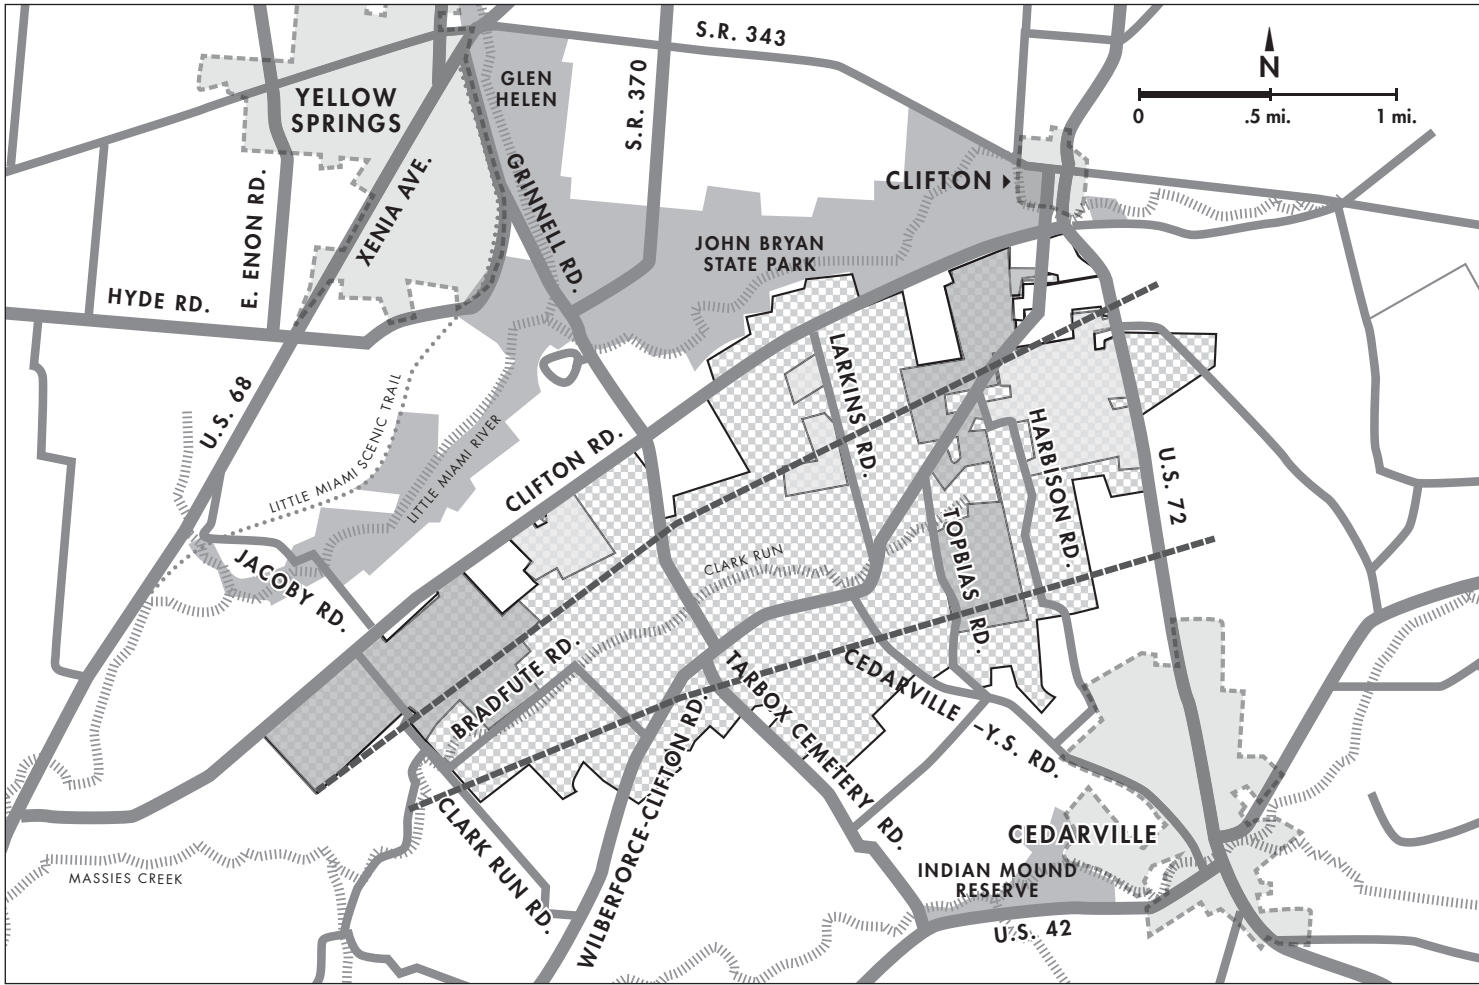 S.R. 343
N
0 .5 mi. 1 mi.
GLEN
HELEN
S.R. 370
YELLOW
SPRINGS
E. ENON RD.
XENIA AVE.
GRINNELL RD.
CLIFTON
JOHN BRYAN
STATE PARK
HYDE RD.
U.S. 68
LITTLE MIAMI SCENIC TRAIL
LITTLE MIAMI RIVER
CLIFTON RD.
LARKINS RD.
HARBISON RD.
U.S. 72
JACOBY RD.
CLARK RUN
TOPBIAS RD.
BRADFUTE RD.
CEDARVILLE –Y.S. RD.
TARBOX CEMETERY RD.
WILBERFORCE-CLIFTON RD.
CLARK RUN RD.
CEDARVILLE
MASSIES CREEK
INDIAN MOUND
RESERVE
U.S. 42